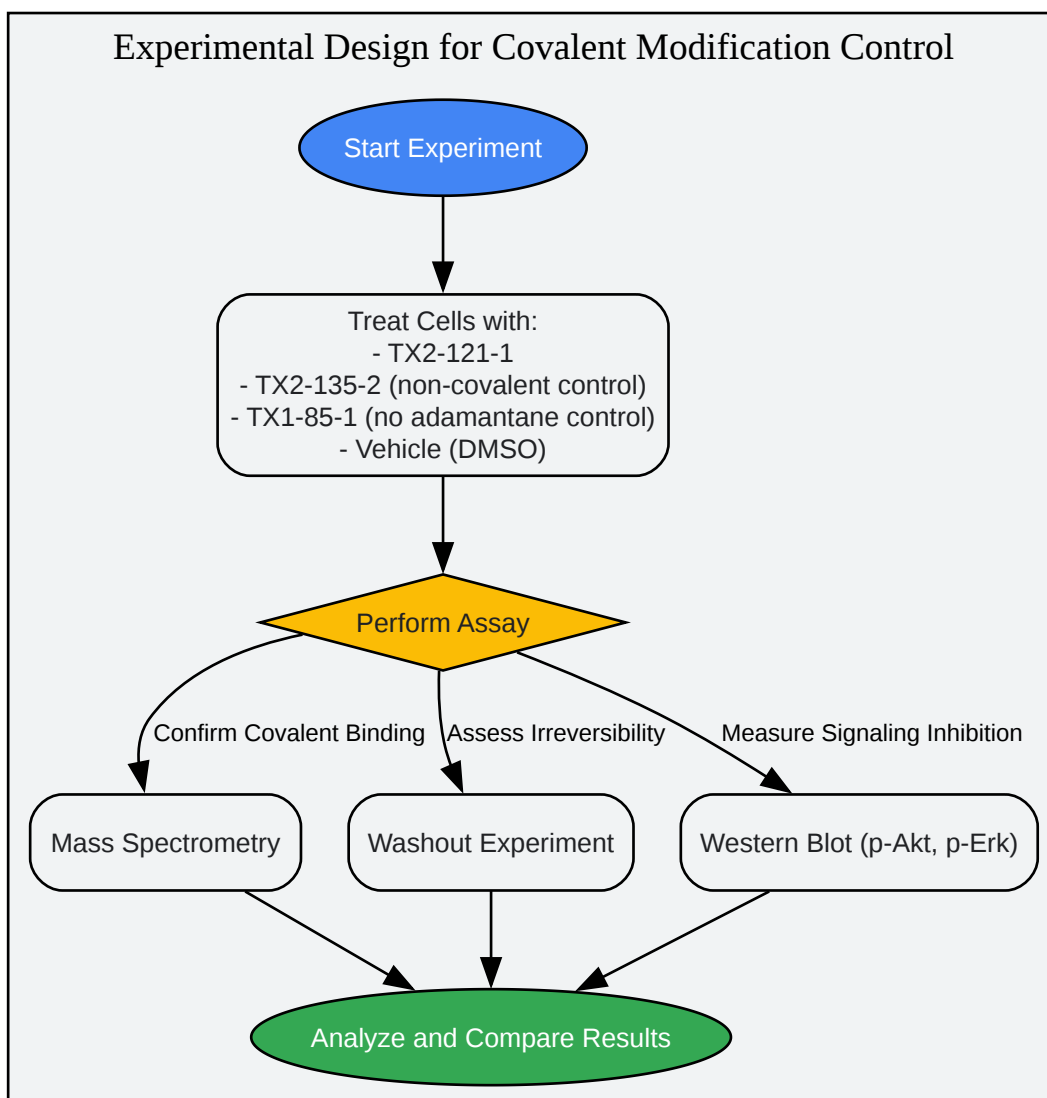 Experimental Design for Covalent Modification Control
Start Experiment
Treat Cells with:
- TX2-121-1
- TX2-135-2 (non-covalent control)
- TX1-85-1 (no adamantane control)
- Vehicle (DMSO)
Perform Assay
Confirm Covalent Binding
Assess Irreversibility
Measure Signaling Inhibition
Mass Spectrometry
Washout Experiment
Western Blot (p-Akt, p-Erk)
Analyze and Compare Results